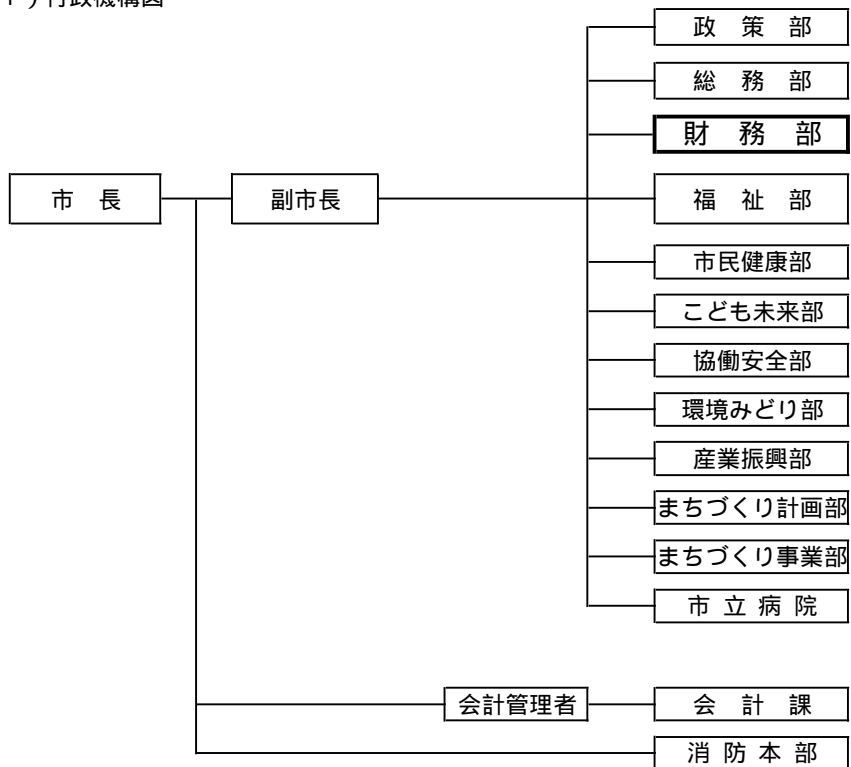 行政機構図
政策部
総務部
財務部
市長
副市長
福祉部
市民健康部
こども未来部
協働安全部
環境みどり部
産業振興部
まちづくり計画部
まちづくり事業部
市立病院
会計管理者
会計課
消防本部